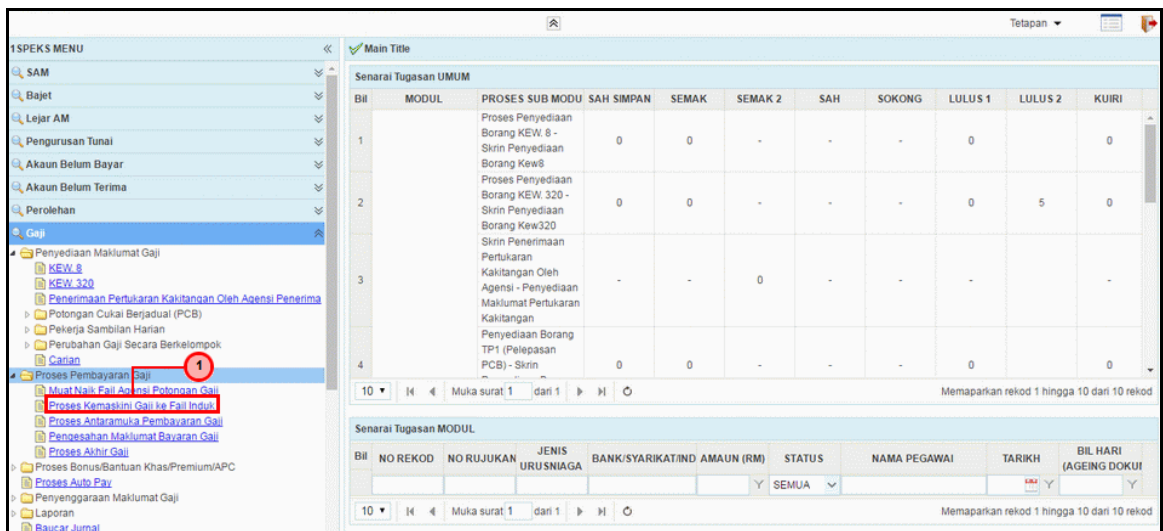 Tetapan
1SPEKS MENU
SAM
Bajet
Lejar AM
Pengurusan Tunai
Akaun Belum Bayar
Akaun Belum Terima
Perolehan
Gaji
Penyediaan Maklumat Gaji
KEW. 8
KEW. 320
Penerimaan Pertukaran Kakitangan Oleh Agensi Penerima
Potongan Cukai Berjadual (PCB)
Pekerja Sambilan Harian
Perubahan Gaji Secara Berkelompok
Carian
1
Proses Pembayaran Gaji
Muat Naik Fail Agensi Potongan Gaji
Proses Kemaskini Gaji ke Fail Induk
Proses Antaramuka Pembayaran Gaji
Pengesahan Maklumat Bayaran Gaji
Proses Akhir Gaji
Proses Bonus/Bantuan Khas/Premium/APC
Proses Auto Pay
Penyenggaraan Maklumat Gaji
Laporan
Baucar Jurnal
Main Title
Senarai Tugasan UMUM
Bil MODUL PROSES SUB MODU SAH SIMPAN SEMAK SEMAK 2 SAH SOKONG LULUS 1 LULUS 2 KUIRI
Proses Penyediaan
Borang KEW. 8 -
1 Skrin Penyediaan 0 0 - - - 0 0
Borang Kew8
Proses Penyediaan
Borang KEW. 320 -
2 Skrin Penyediaan 0 0 - - - 0 5 0
Borang Kew320
Skrin Penerimaan
Pertukaran
Kakitangan Oleh
3 Agensi - Penyediaan - - 0 - - - -
Maklumat Pertukaran
Kakitangan
Penyediaan Borang
TP1 (Pelepasan
4 PCB) - Skrin 0 0 - - - 0 0
10 Muka surat 1 dari 1 Memaparkan rekod 1 hingga 10 dari 10 rekod
Senarai Tugasan MODUL
Bil NO REKOD NO RUJUKAN JENIS URUSNIAGA BANK/SYARIKAT/IND AMAUN (RM) STATUS NAMA PEGAWAI TARIKH BIL HARI (AGEING DOKUI
SEMUA
10 Muka surat 1 dari 1 Memaparkan rekod 1 hingga 10 dari 10 rekod